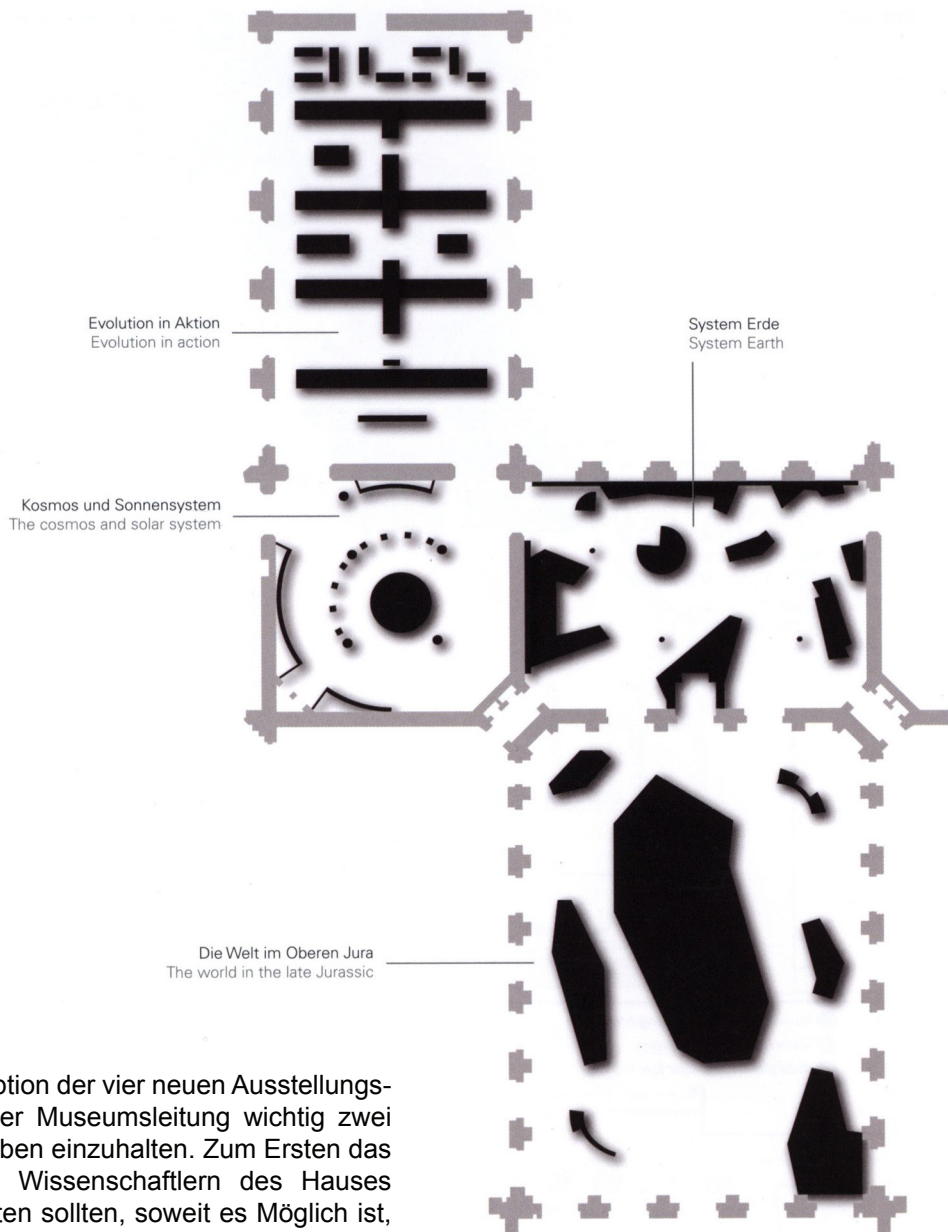 Evolution in Aktion
Evolution in action
System Erde
System Earth
Kosmos und Sonnensystem
The cosmos and solar system
Die Welt im Oberen Jura
The world in the late Jurassic
ption der vier neuen Ausstellungs-
er Museumsleitung wichtig zwei
ben einzuhalten. Zum Ersten das
Wissenschaftlern des Hauses
ten sollten, soweit es Möglich ist,